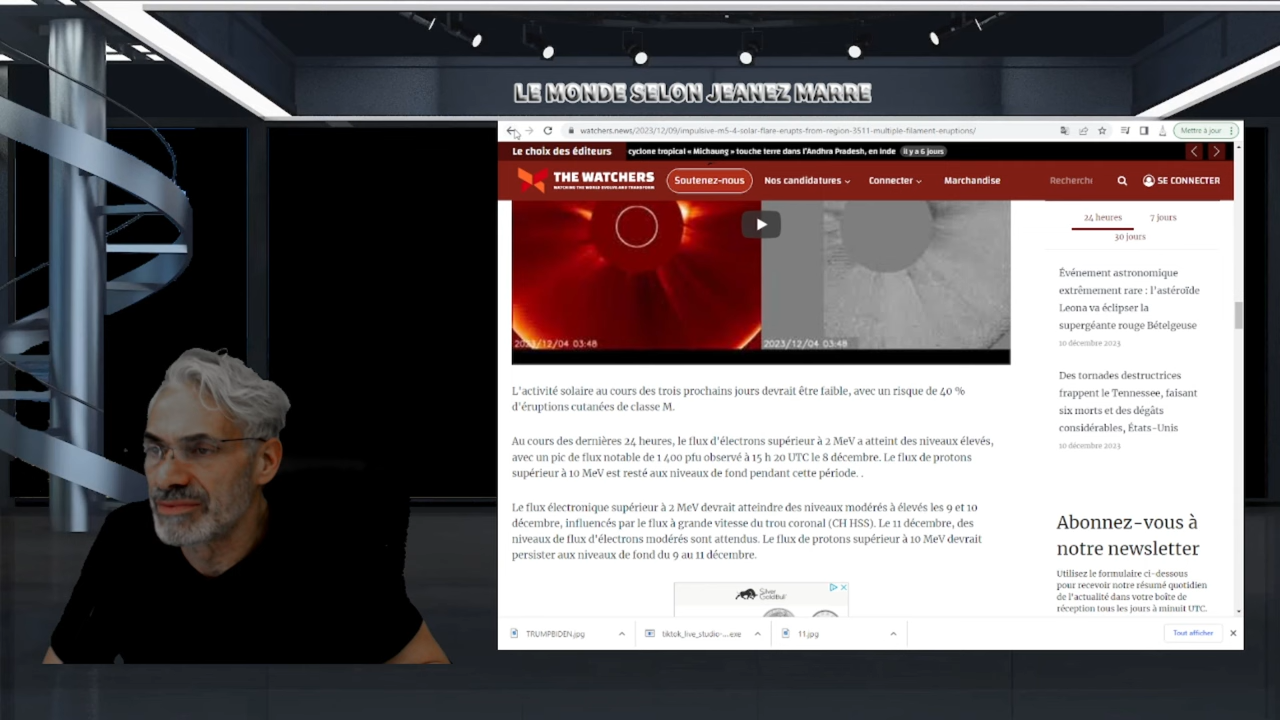 LE MONDE SELON JEANEZ MARRE
watchers.news/2023/12/09/impulsive-m5-4-solar-flare-erupts-from-region-3511-multiple-filament-eruptions/
Mettre à jour
Le choix des éditeurs
cyclone tropical « Michaung » touche terre dans l'Andhra Pradesh, en Inde
Il y a 6 jours
THE WATCHERS
WATCHING THE WORLD EVOLVE AND TRANSFORM
Soutenez-nous
Nos candidatures
Connecter
Marchandise
Recherche
SE CONNECTER
2023/12/04 03:48
2023/12/04 03:48
L'activité solaire au cours des trois prochains jours devrait être faible, avec un risque de 40 %
d'éruptions cutanées de classe M.
Au cours des dernières 24 heures, le flux d'électrons supérieur à 2 MeV a atteint des niveaux élevés,
avec un pic de flux notable de 1 400 pfu observé à 15 h 20 UTC le 8 décembre. Le flux de protons
supérieur à 10 MeV est resté aux niveaux de fond pendant cette période. .
Le flux électronique supérieur à 2 MeV devrait atteindre des niveaux modérés à élevés les 9 et 10
décembre, influencés par le flux à grande vitesse du trou coronal (CH HSS). Le 11 décembre, des
niveaux de flux d'électrons modérés sont attendus. Le flux de protons supérieur à 10 MeV devrait
persister aux niveaux de fond du 9 au 11 décembre.
Silver
Goldbull
24 heures
7 jours
30 jours
Événement astronomique
extrêmement rare : l'astéroïde
Leona va éclipser la
supergéante rouge Bételgeuse
10 décembre 2023
Des tornades destructrices
frappent le Tennessee, faisant
six morts et des dégâts
considérables, États-Unis
10 décembre 2023
Abonnez-vous à
notre newsletter
Utilisez le formulaire ci-dessous
pour recevoir notre résumé quotidien
de l'actualité dans votre boîte de
réception tous les jours à minuit UTC.
TRUMPBIDEN.jpg
tiktok_live_studio-....exe
11.jpg
Tout afficher